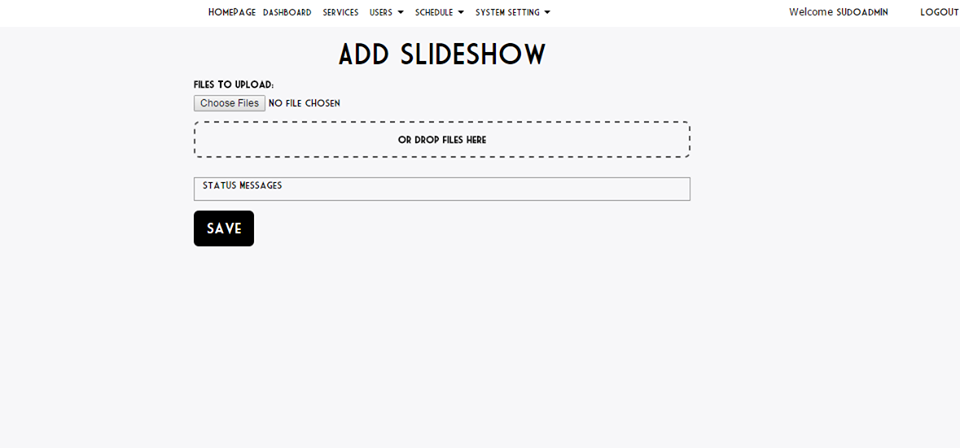 HOMEPAGE DASHBOARD SERVICES USERS SCHEDULE SYSTEM SETTING Welcome SUDOADMIN LOGOUT
ADD SLIDESHOW
FILES TO UPLOAD:
Choose Files NO FILE CHOSEN
OR DROP FILES HERE
STATUS MESSAGES
SAVE